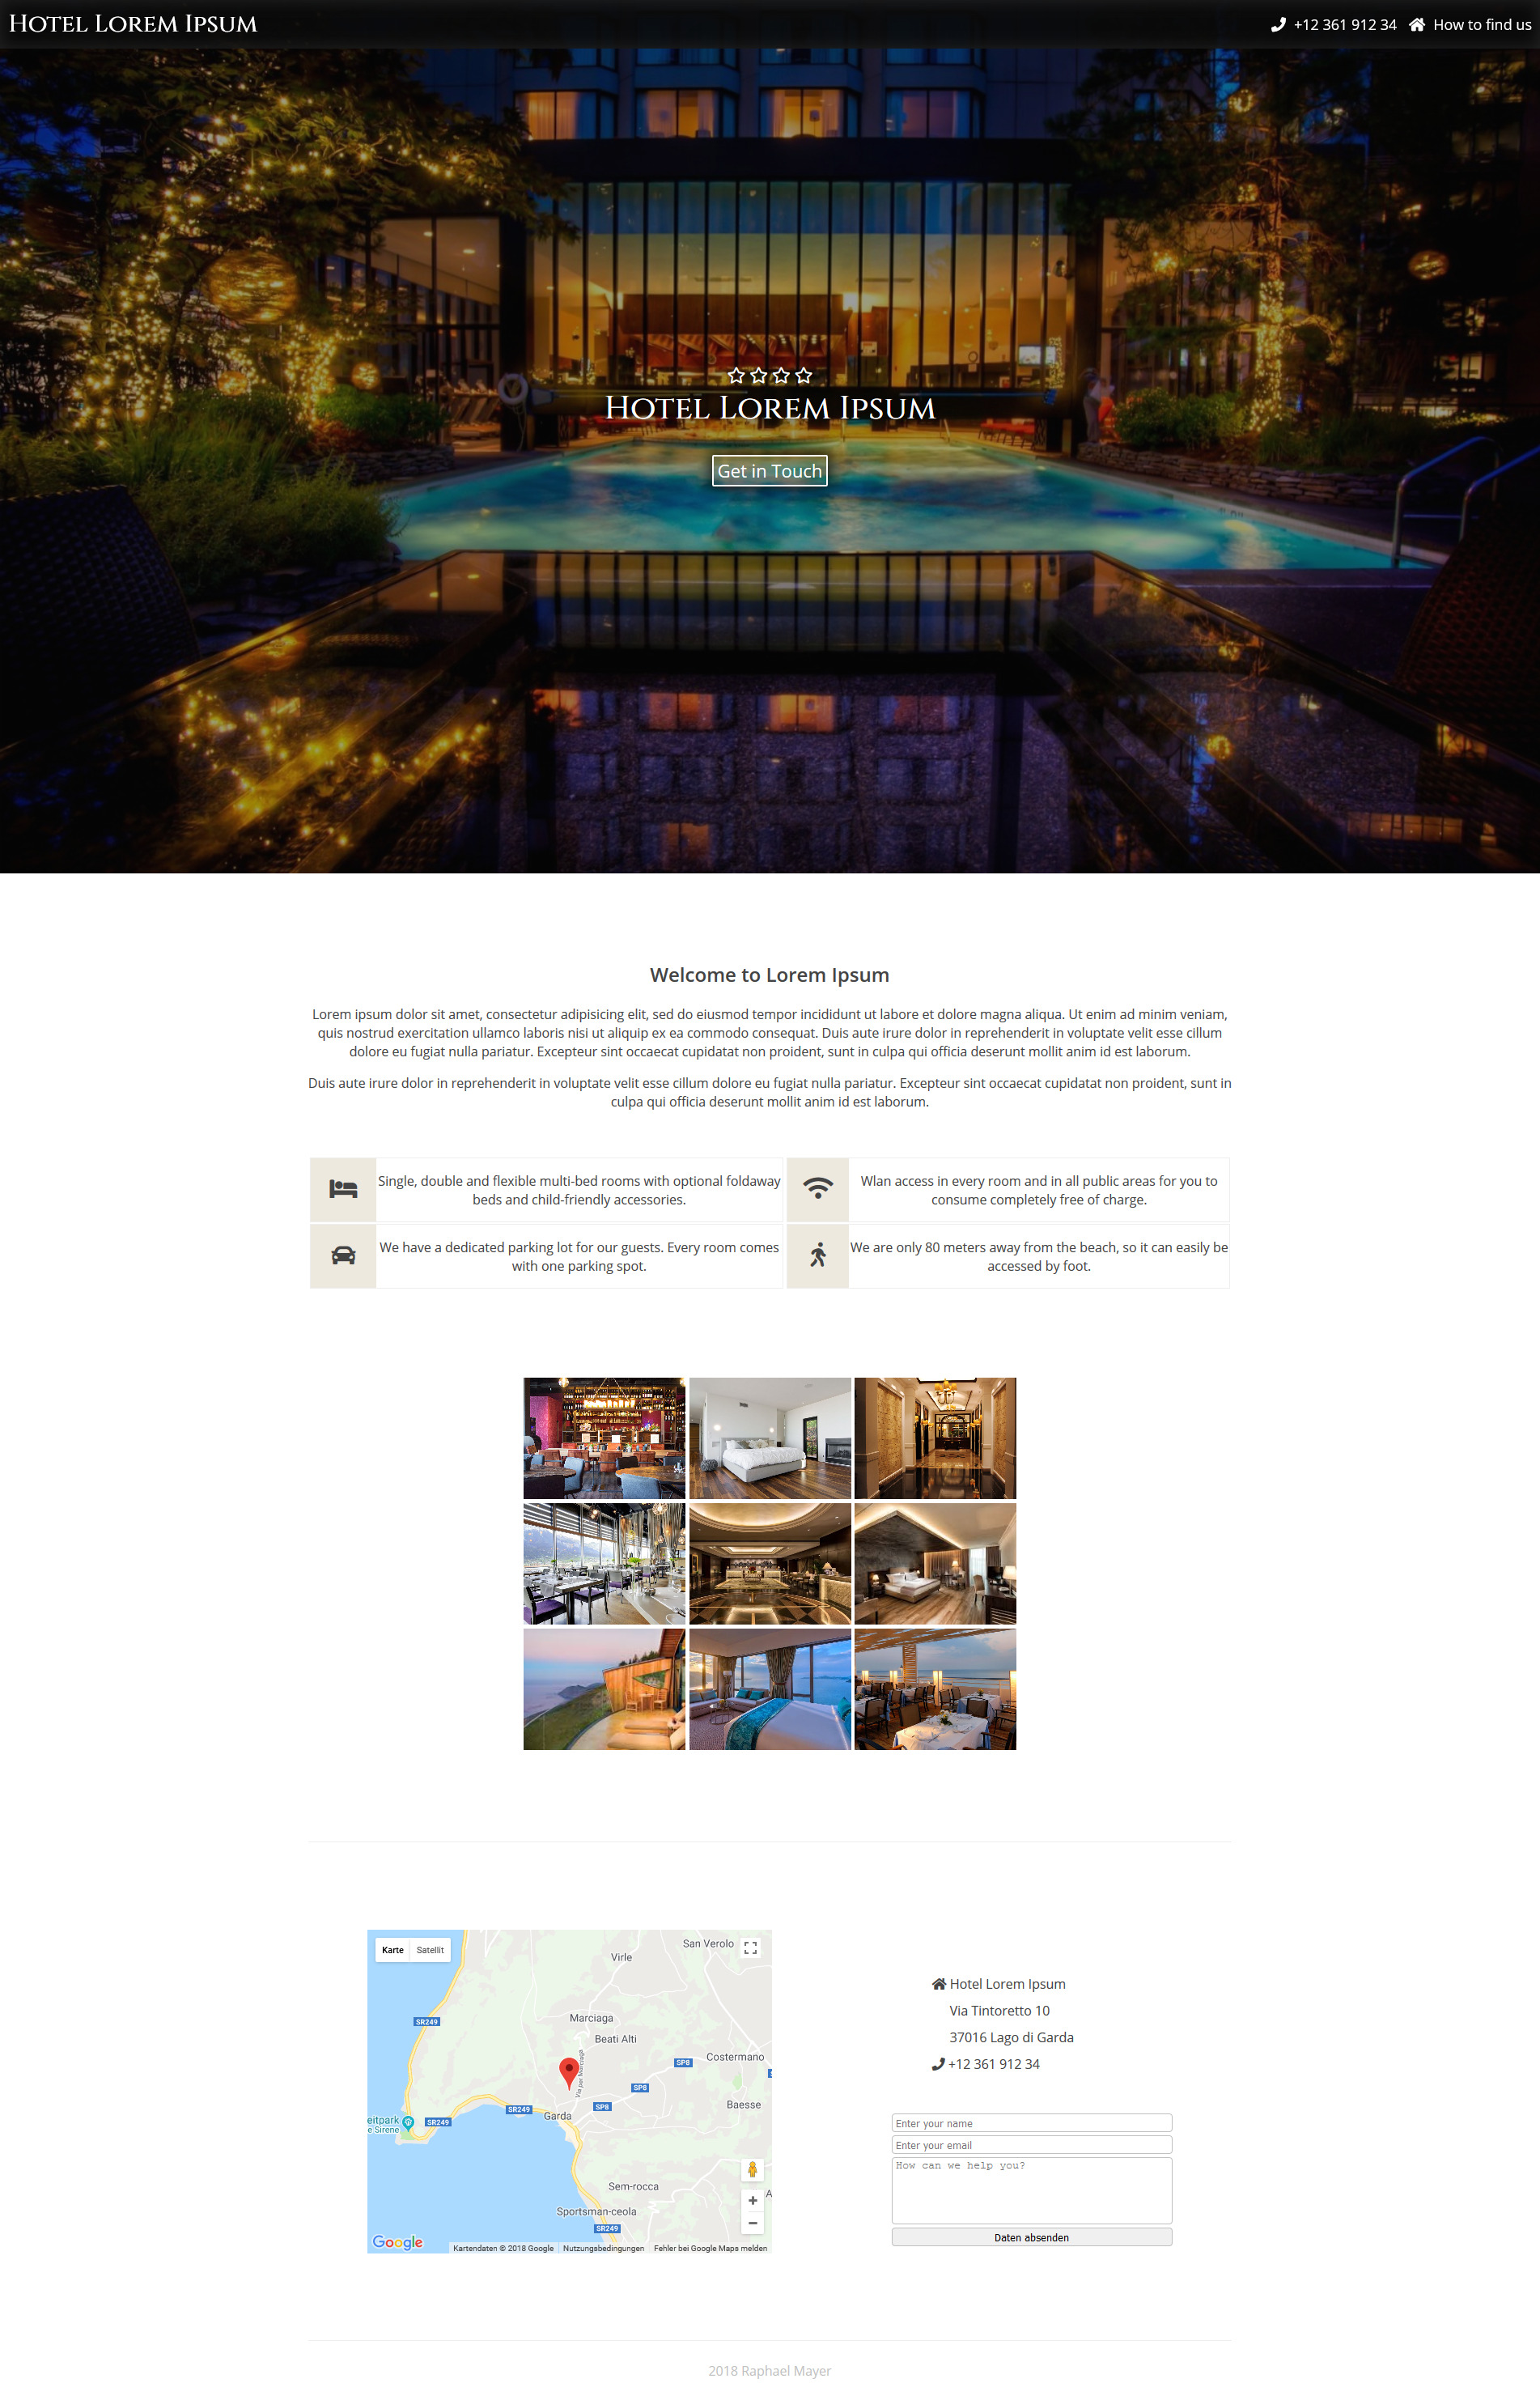 Hotel Lorem Ipsum
+12 361 912 34 How to find us
Hotel Lorem Ipsum
Get in Touch
Welcome to Lorem Ipsum
Lorem ipsum dolor sit amet, consectetur adipisicing elit, sed do eiusmod tempor incididunt ut labore et dolore magna aliqua. Ut enim ad minim veniam,
quis nostrud exercitation ullamco laboris nisi ut aliquip ex ea commodo consequat. Duis aute irure dolor in reprehenderit in voluptate velit esse cillum
dolore eu fugiat nulla pariatur. Excepteur sint occaecat cupidatat non proident, sunt in culpa qui officia deserunt mollit anim id est laborum.
Duis aute irure dolor in reprehenderit in voluptate velit esse cillum dolore eu fugiat nulla pariatur. Excepteur sint occaecat cupidatat non proident, sunt in
culpa qui officia deserunt mollit anim id est laborum.
Single, double and flexible multi-bed rooms with optional foldaway
beds and child-friendly accessories.
Wlan access in every room and in all public areas for you to
consume completely free of charge.
We have a dedicated parking lot for our guests. Every room comes
with one parking spot.
We are only 80 meters away from the beach, so it can easily be
accessed by foot.
Karte Satellit
San Verolo
Virle
Marciaga
SR249
Beati Alti
Costermano
SP8
Via per Marciaga
SP8
SP8
Baesse
SR249
Garda
eitpark
e Sirene
SR249
Sem-rocca
A
Sportsman-ceola
SR249
Google
Kartendaten © 2018 Google Nutzungsbedingungen Fehler bei Google Maps melden
Hotel Lorem Ipsum
Via Tintoretto 10
37016 Lago di Garda
+12 361 912 34
Enter your name
Enter your email
How can we help you?
Daten absenden
2018 Raphael Mayer